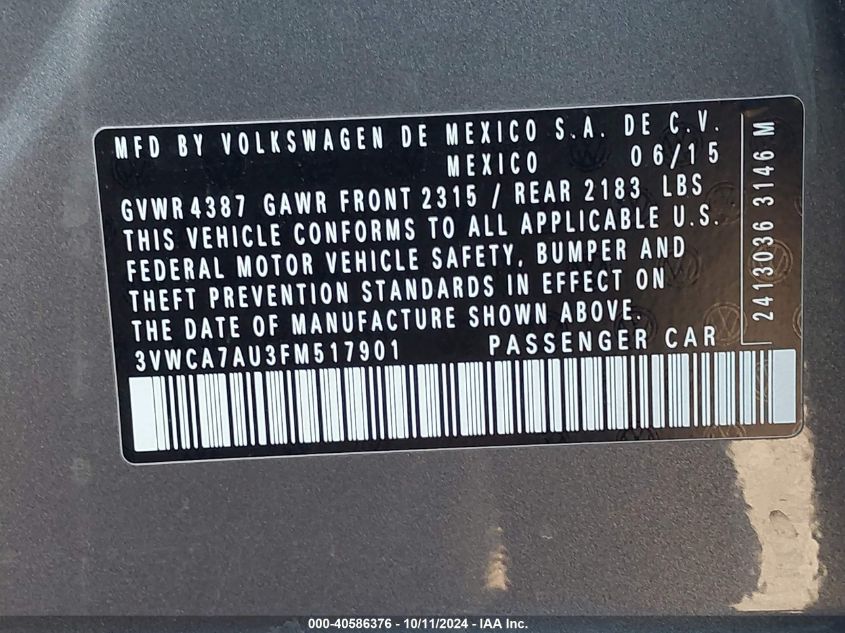 MFD BY VOLKSWAGEN DE MEXICO S.A. DE C.V.
MEXICO 06/15
GVWR 4387 GAWR FRONT 2315 / REAR 2183 LBS
THIS VEHICLE CONFORMS TO ALL APPLICABLE U.S.
FEDERAL MOTOR VEHICLE SAFETY, BUMPER AND
THEFT PREVENTION STANDARDS IN EFFECT ON
THE DATE OF MANUFACTURE SHOWN ABOVE.
3VWCA7AU3FM517901 PASSENGER CAR
2413036 3146 M
000-40586376 - 10/11/2024 - IAA Inc.